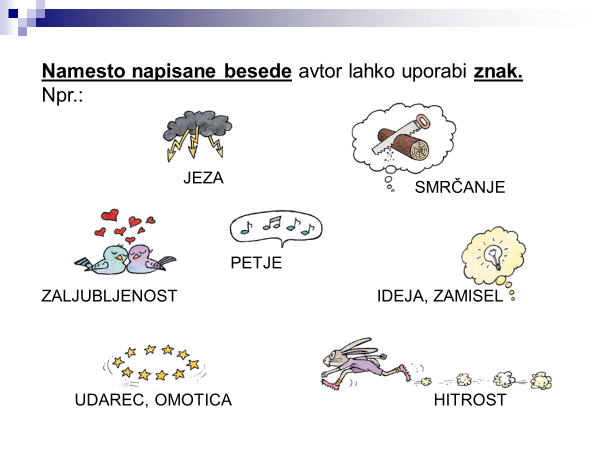 Namesto napisane besede avtor lahko uporabi znak.
Npr.:
JEZA
SMRČANJE
PETJE
ZALJUBLJENOST
IDEJA, ZAMISEL
UDAREC, OMOTICA
HITROST